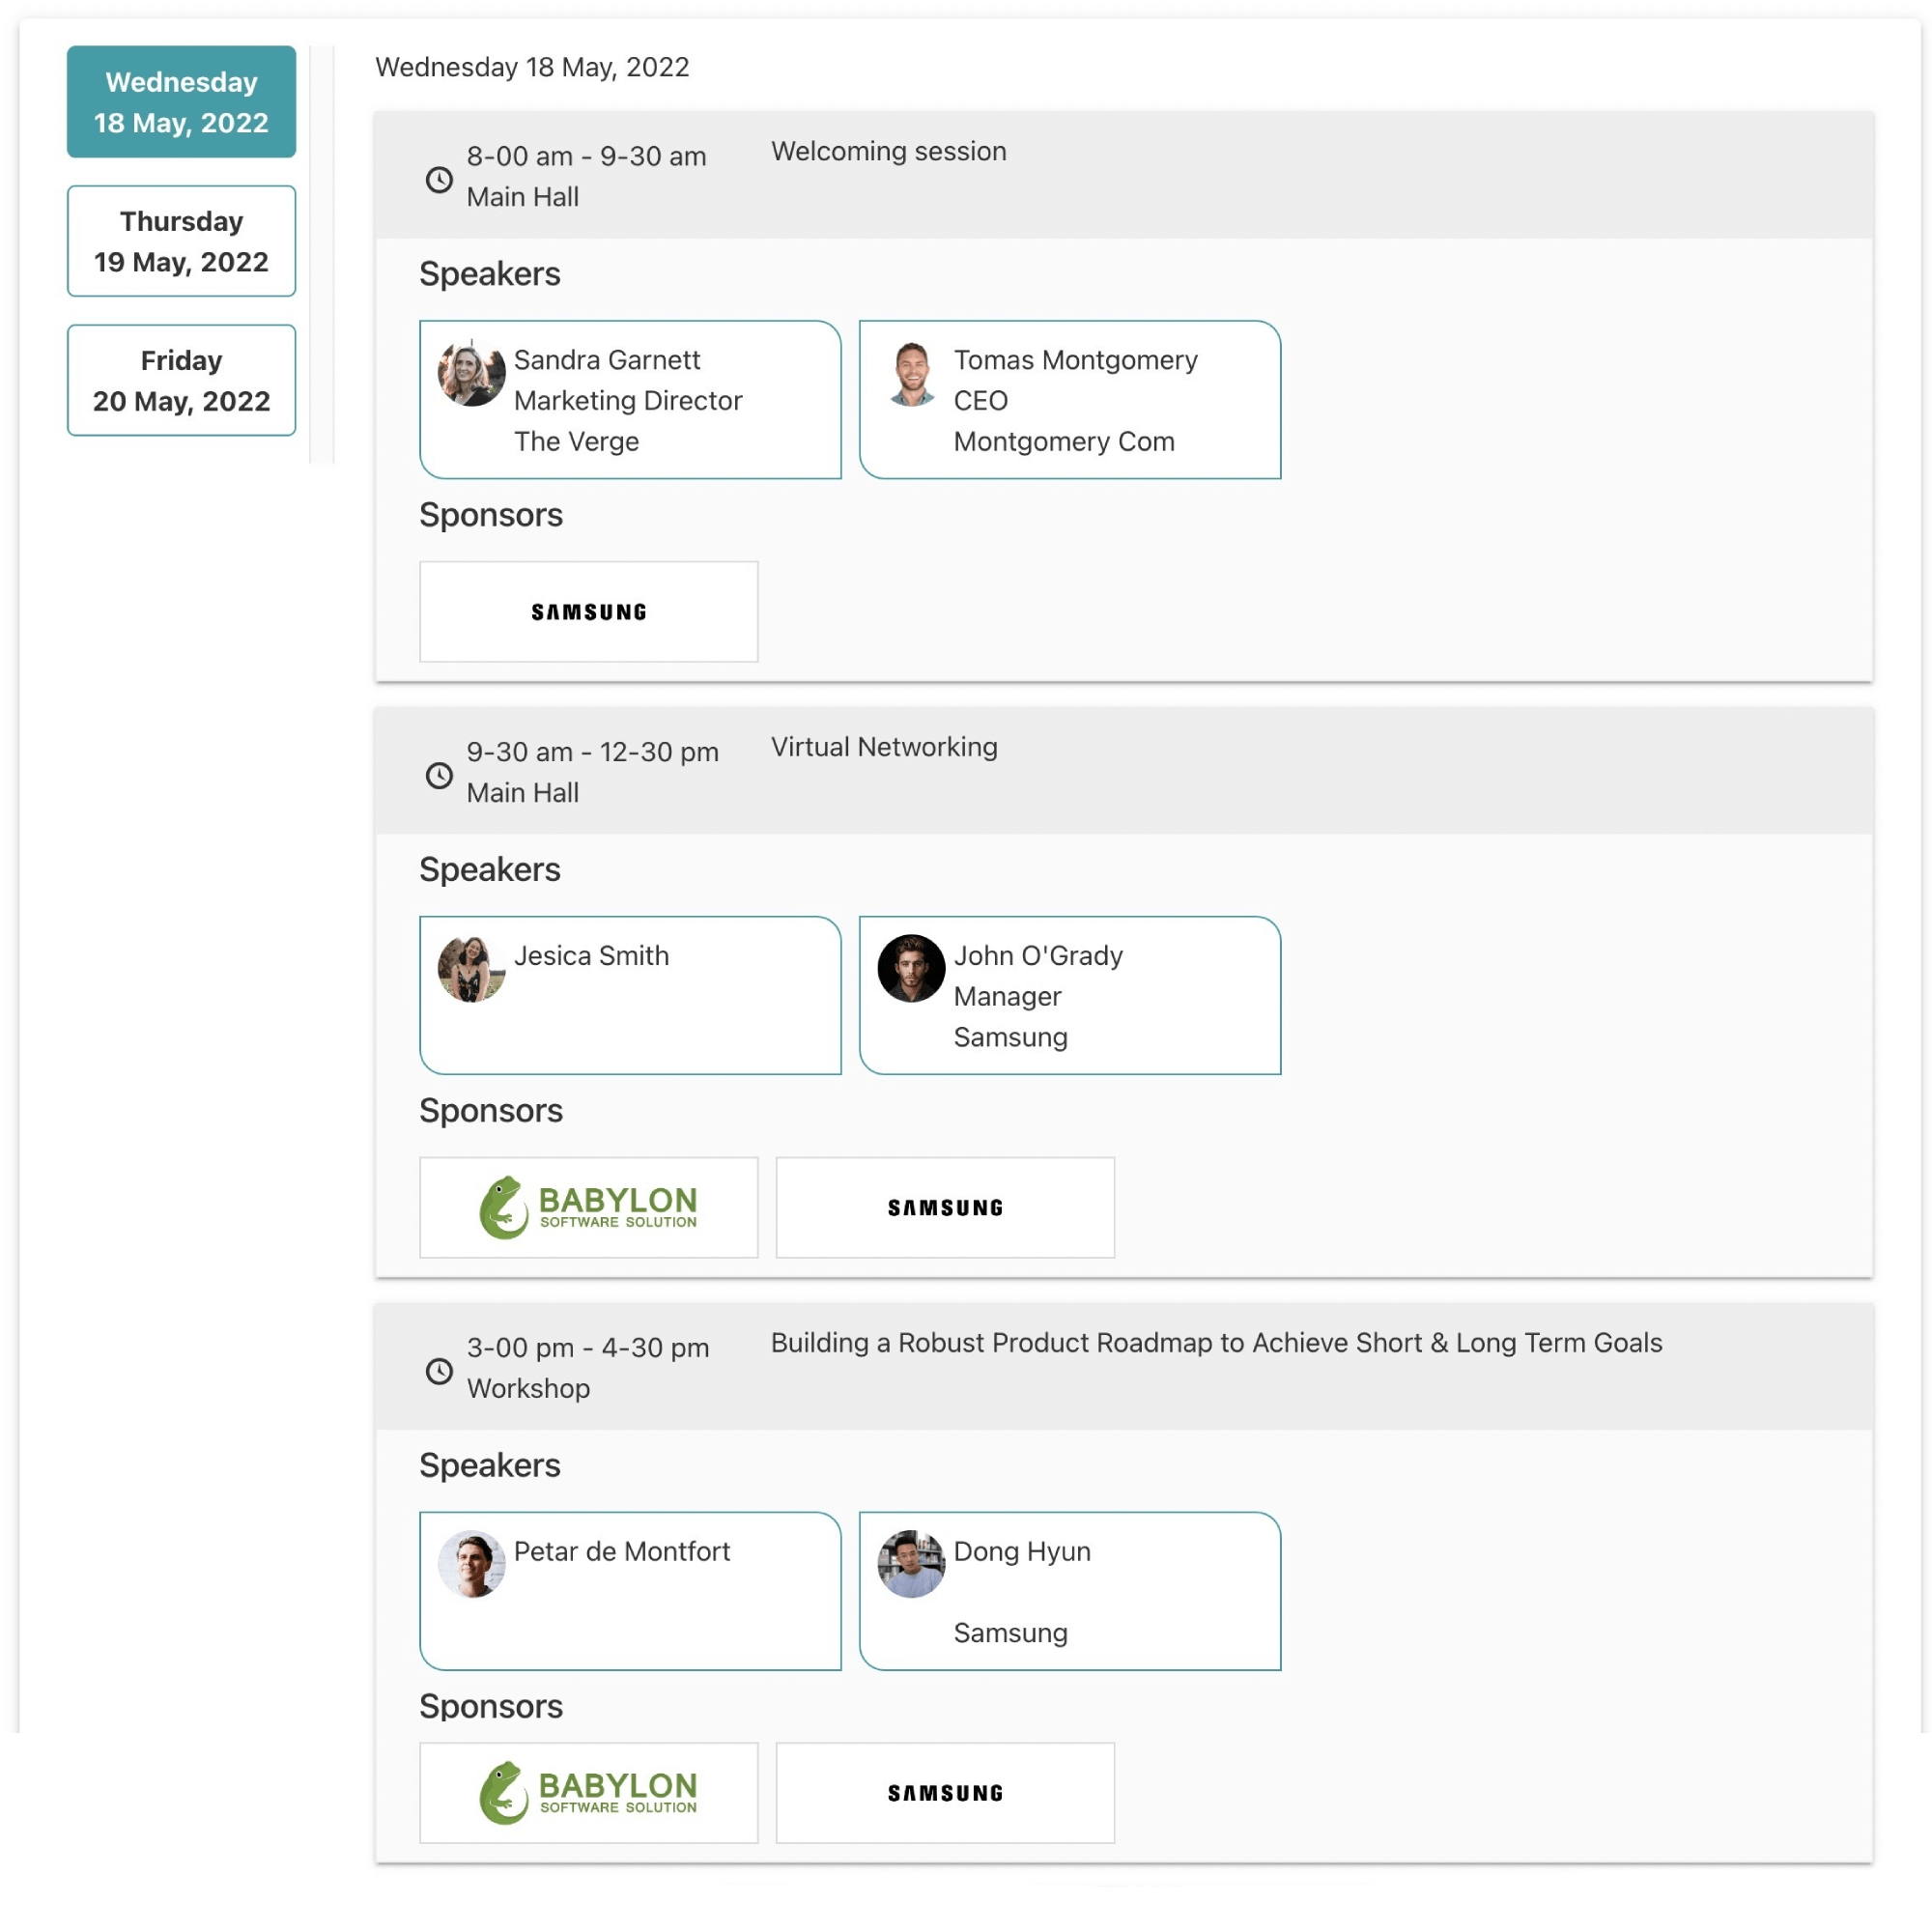 Wednesday
18 May, 2022
Thursday
19 May, 2022
Friday
20 May, 2022
Wednesday 18 May, 2022
8-00 am - 9-30 am
Main Hall
Welcoming session
Speakers
Sandra Garnett
Marketing Director
The Verge
Tomas Montgomery
CEO
Montgomery Com
Sponsors
SAMSUNG
9-30 am - 12-30 pm
Main Hall
Virtual Networking
Speakers
Jesica Smith
John O'Grady
Manager
Samsung
Sponsors
BABYLON
SOFTWARE SOLUTION
SAMSUNG
3-00 pm - 4-30 pm
Workshop
Building a Robust Product Roadmap to Achieve Short & Long Term Goals
Speakers
Petar de Montfort
Dong Hyun
Samsung
Sponsors
BABYLON
SOFTWARE SOLUTION
SAMSUNG